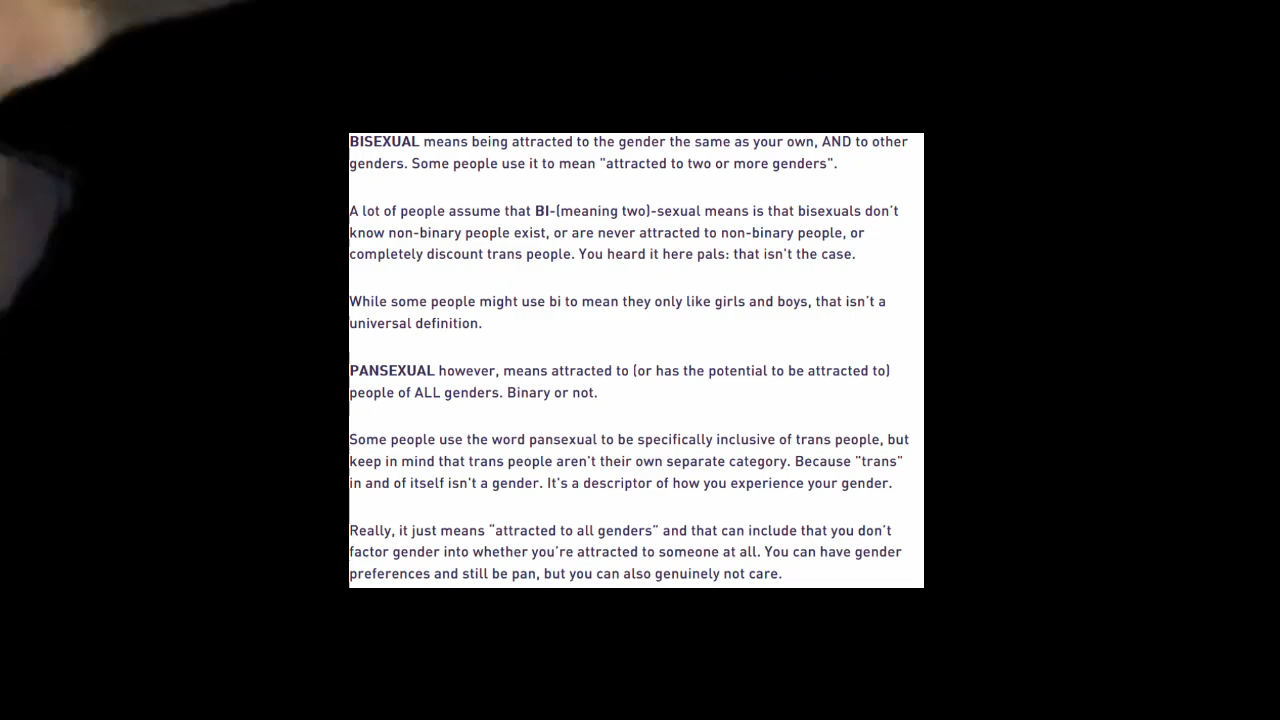 BISEXUAL means being attracted to the gender the same as your own, AND to other
genders. Some people use it to mean "attracted to two or more genders".
A lot of people assume that BI-(meaning two)-sexual means is that bisexuals don't
know non-binary people exist, or are never attracted to non-binary people, or
completely discount trans people. You heard it here pals: that isn't the case.
While some people might use bi to mean they only like girls and boys, that isn't a
universal definition.
PANSEXUAL however, means attracted to (or has the potential to be attracted to)
people of ALL genders. Binary or not.
Some people use the word pansexual to be specifically inclusive of trans people, but
keep in mind that trans people aren't their own separate category. Because "trans"
in and of itself isn't a gender. It's a descriptor of how you experience your gender.
Really, it just means "attracted to all genders" and that can include that you don't
factor gender into whether you're attracted to someone at all. You can have gender
preferences and still be pan, but you can also genuinely not care.